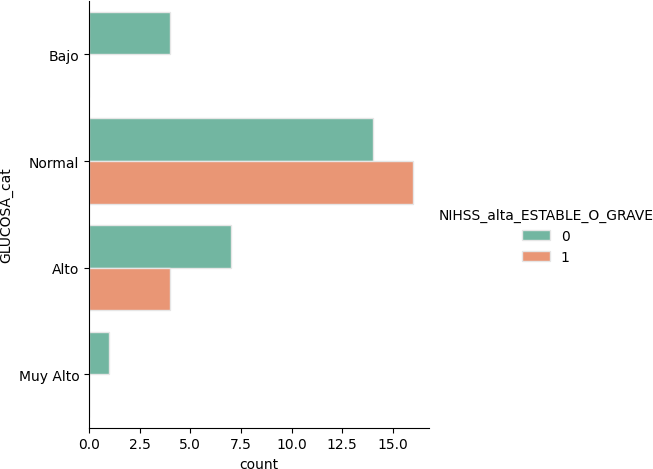 GLUCOSA_cat
Bajo
Normal
Alto
Muy Alto
0.0 2.5 5.0 7.5 10.0 12.5 15.0
count
NIHSS_alta_ESTABLE_O_GRAVE
0
1